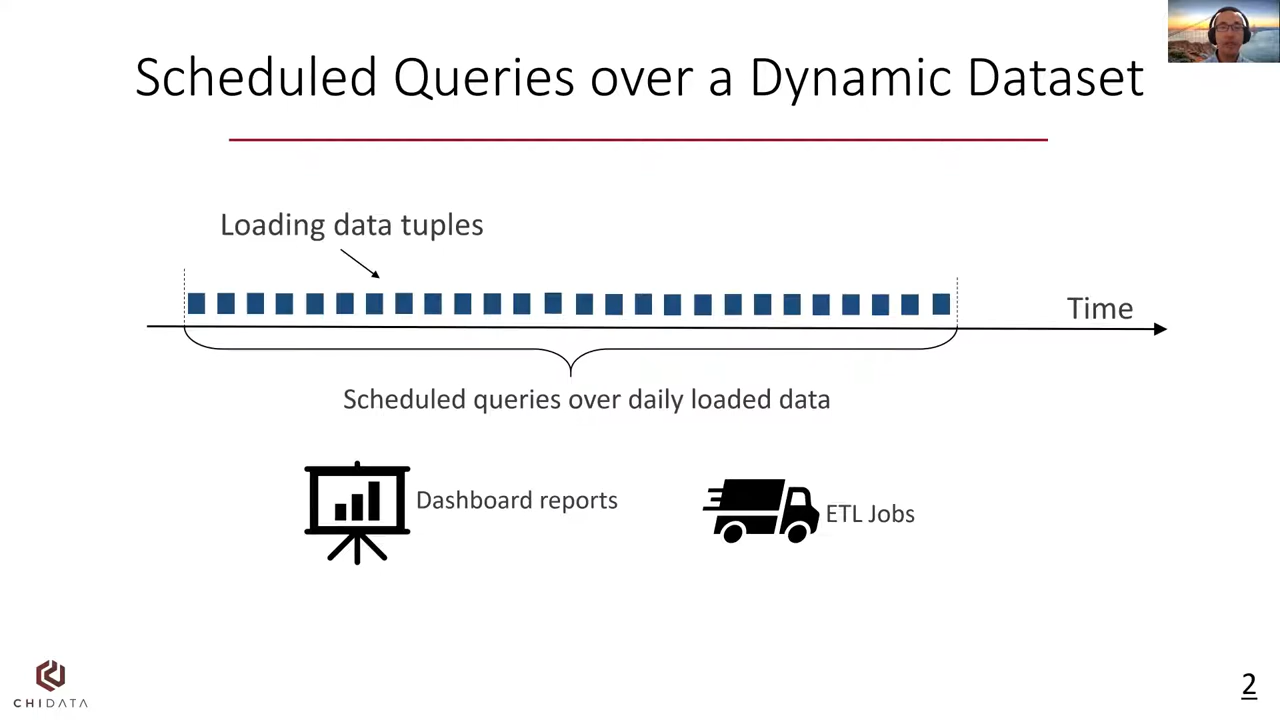 Scheduled Queries over a Dynamic Dataset
Loading data tuples
Time
Scheduled queries over daily loaded data
Dashboard reports
ETL Jobs
CHIDATA
2